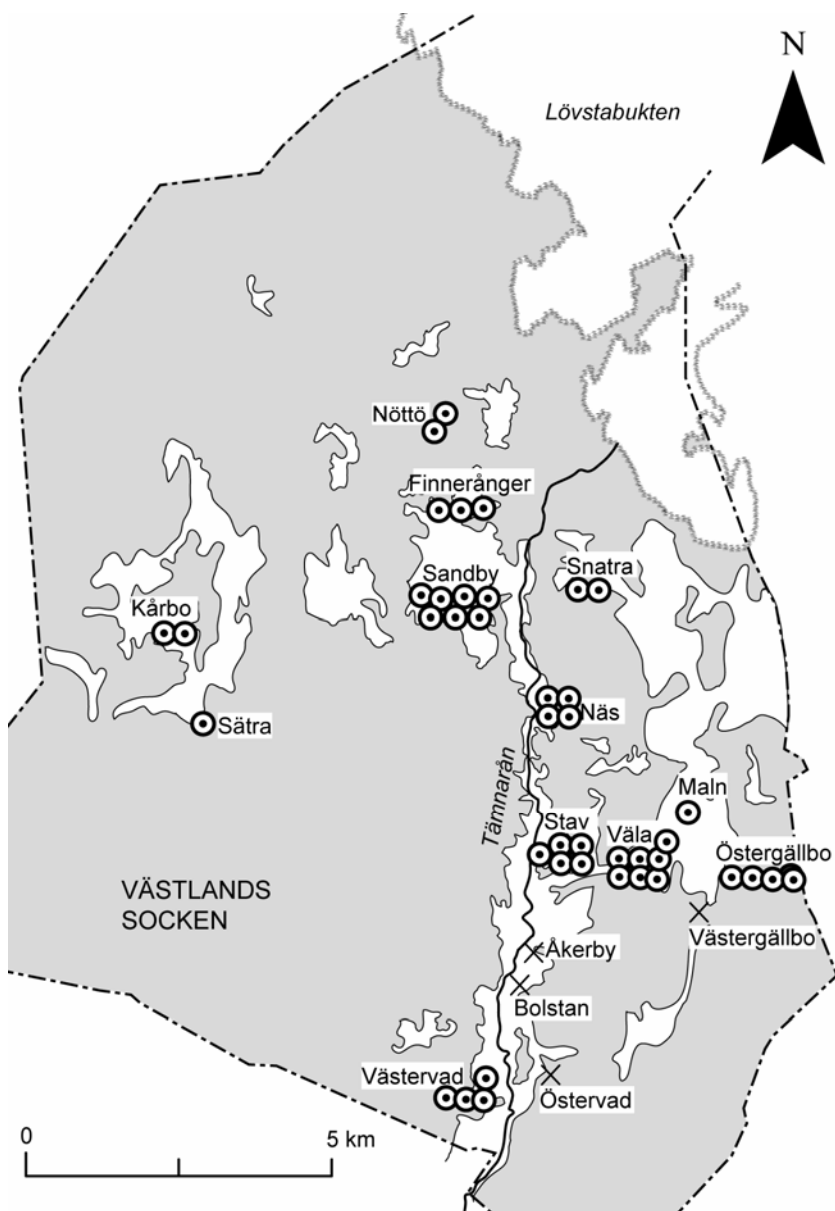 N
Lövstabukten
Nöttö
Finnerånger
Sandby
Snatra
Kårbo
Sätra
Näs
Tämnarån
Maln
Stav
Väla
Östergällbo
VÄSTLANDS
SOCKEN
Västergällbo
Åkerby
Bolstan
Västervad
Östervad
0
5 km